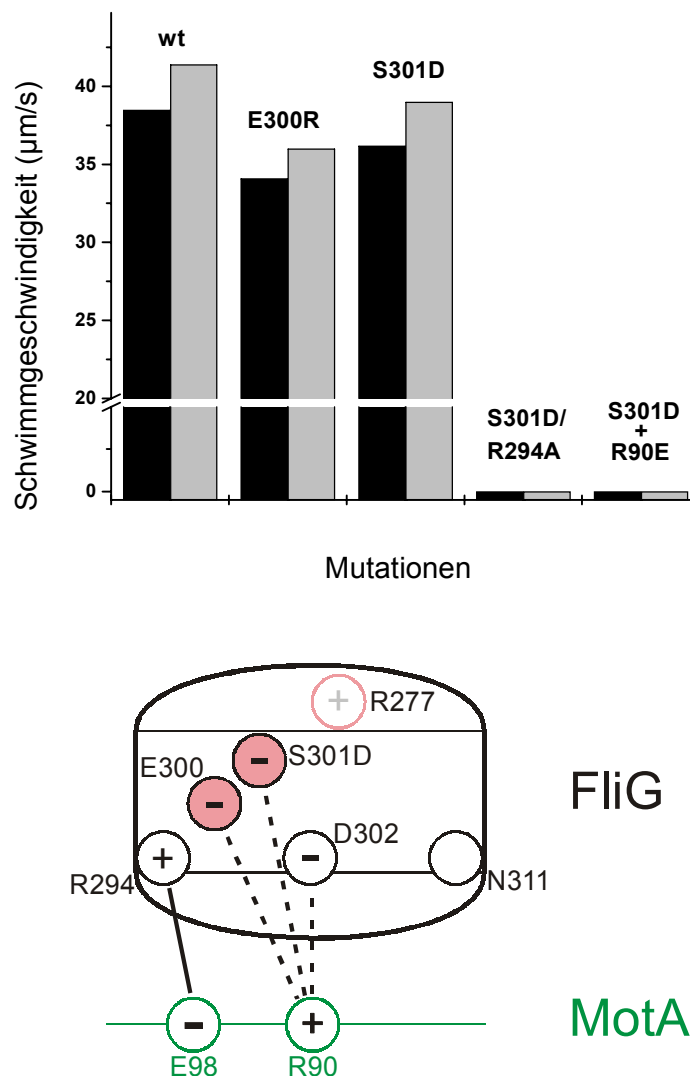 Schwimmgeschwindigkeit (µm/s)
40
35
30
25
20
0
wt
E300R
S301D
S301D/
R294A
S301D
+
R90E
Mutationen
+
R277
-
S301D
E300
-
FliG
D302
+
-
R294
N311
-
+
MotA
E98
R90